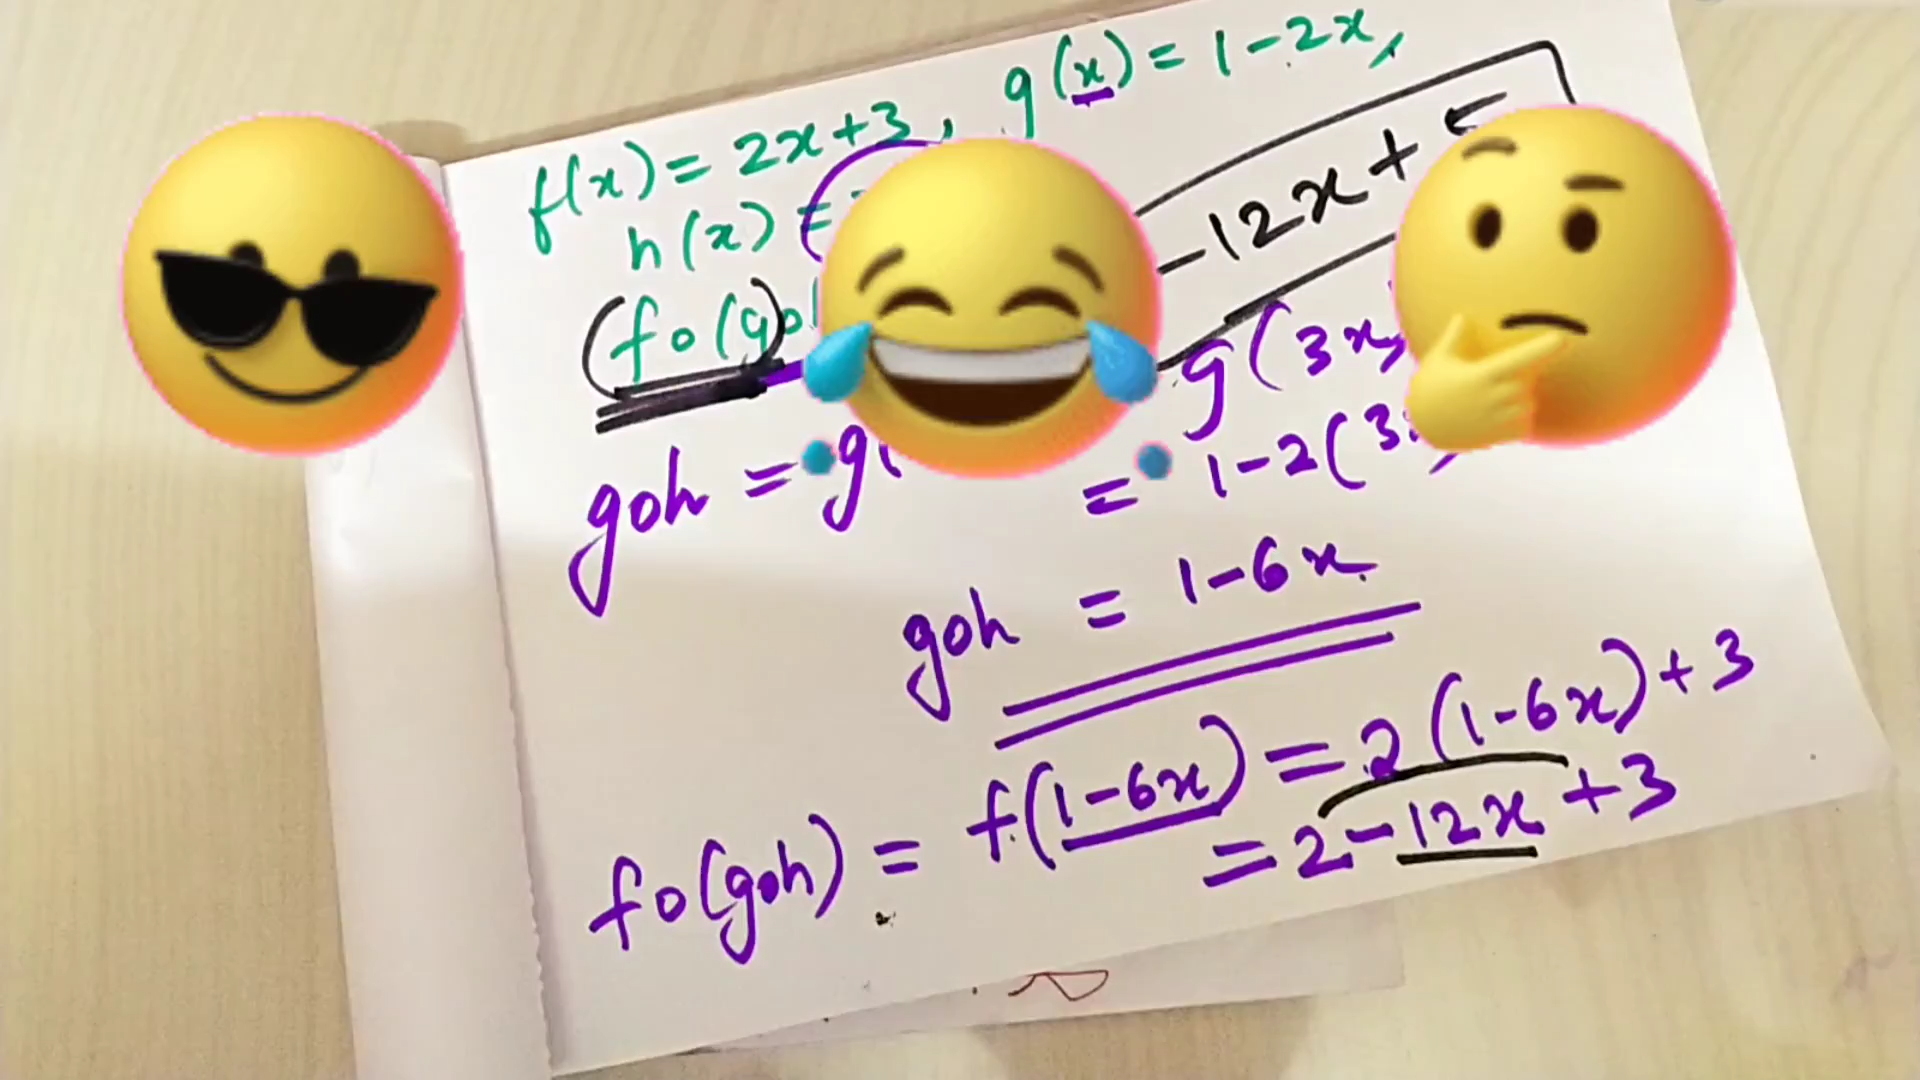 f(x) = 2x+3, g(x) = 1-2x,
h(x) =
-12x+
(fo(g)o
g(3x)
goh = g(
= 1-2(3
goh = 1-6x
fo(goh) = f(1-6x) = 2(1-6x)+3
= 2-12x+3